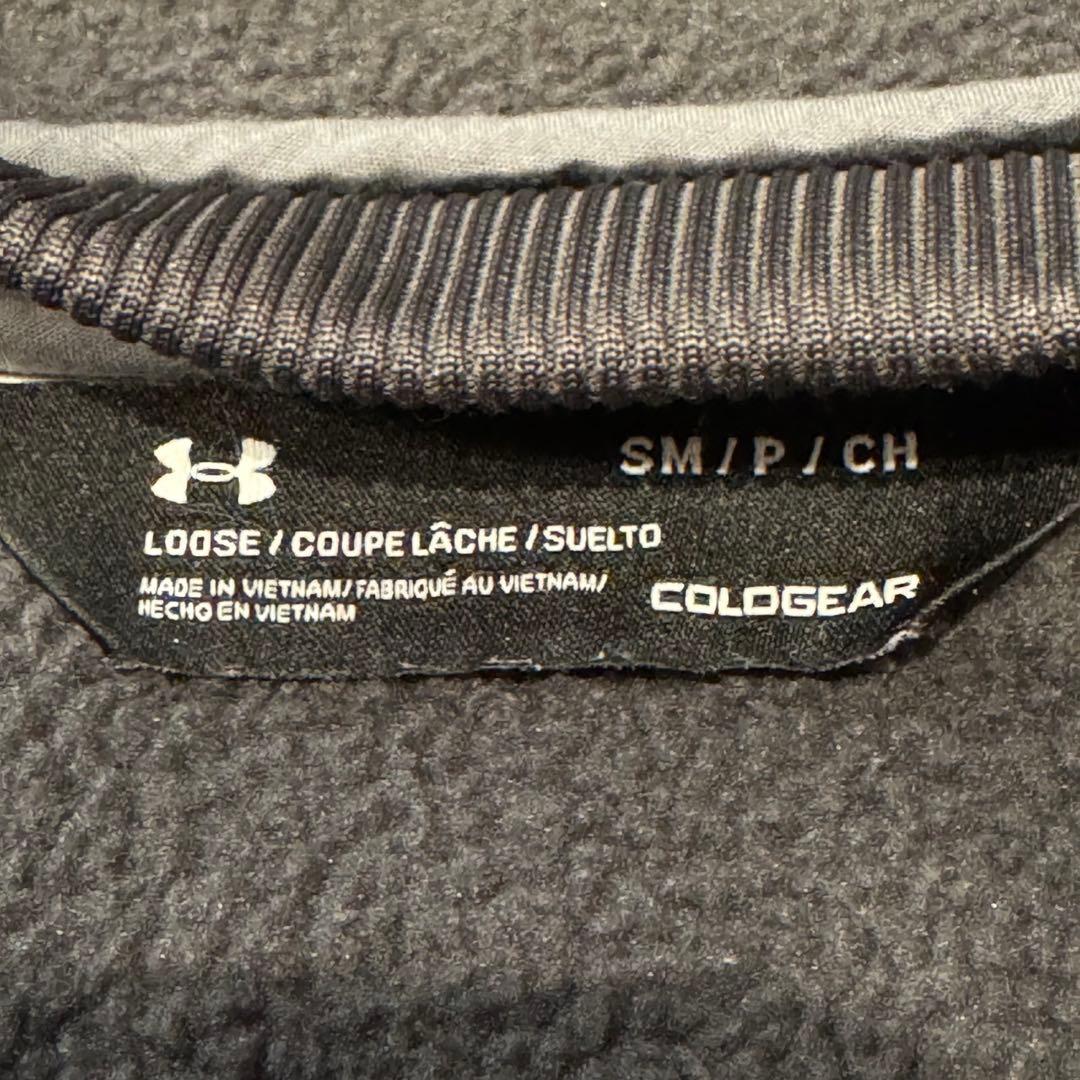 SM / P / CH
LOOSE / COUPE LÂCHE / SUELTO
MADE IN VIETNAM / FABRIQUÉ AU VIETNAM /
HECHO EN VIETNAM
COLDGEAR